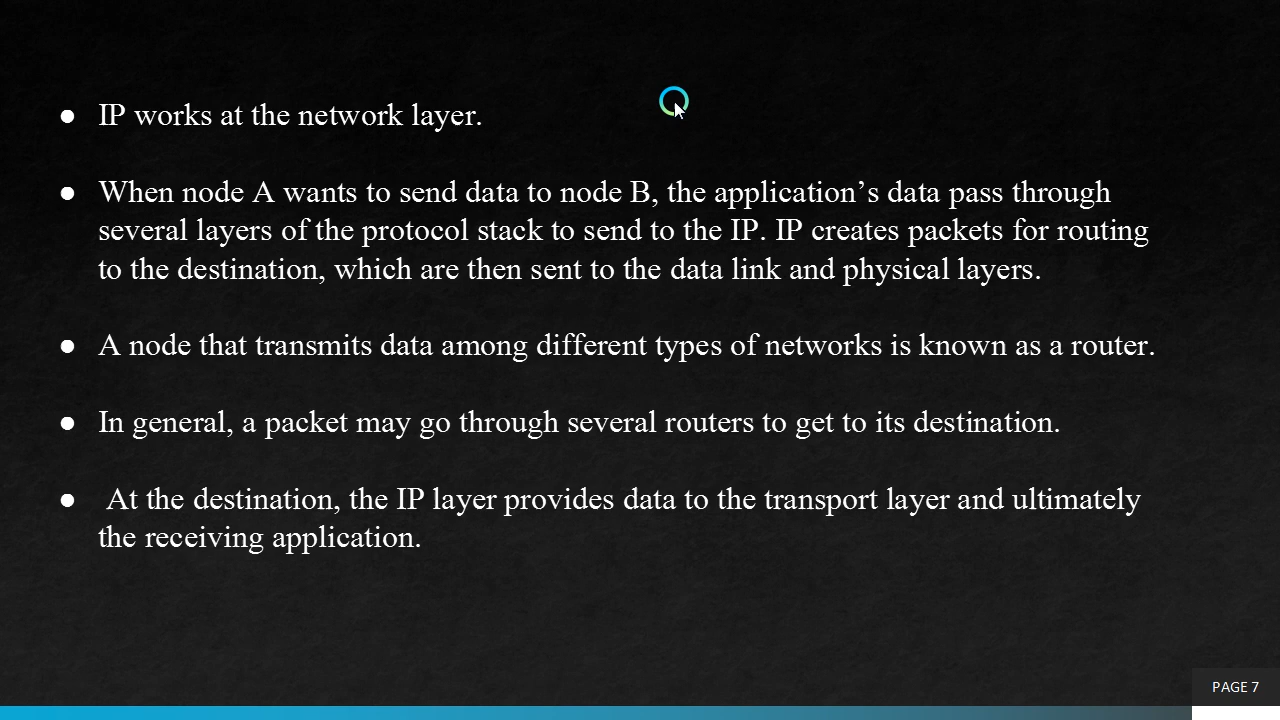 ● IP works at the network layer.
● When node A wants to send data to node B, the application’s data pass through
several layers of the protocol stack to send to the IP. IP creates packets for routing
to the destination, which are then sent to the data link and physical layers.
● A node that transmits data among different types of networks is known as a router.
● In general, a packet may go through several routers to get to its destination.
● At the destination, the IP layer provides data to the transport layer and ultimately
the receiving application.
PAGE 7